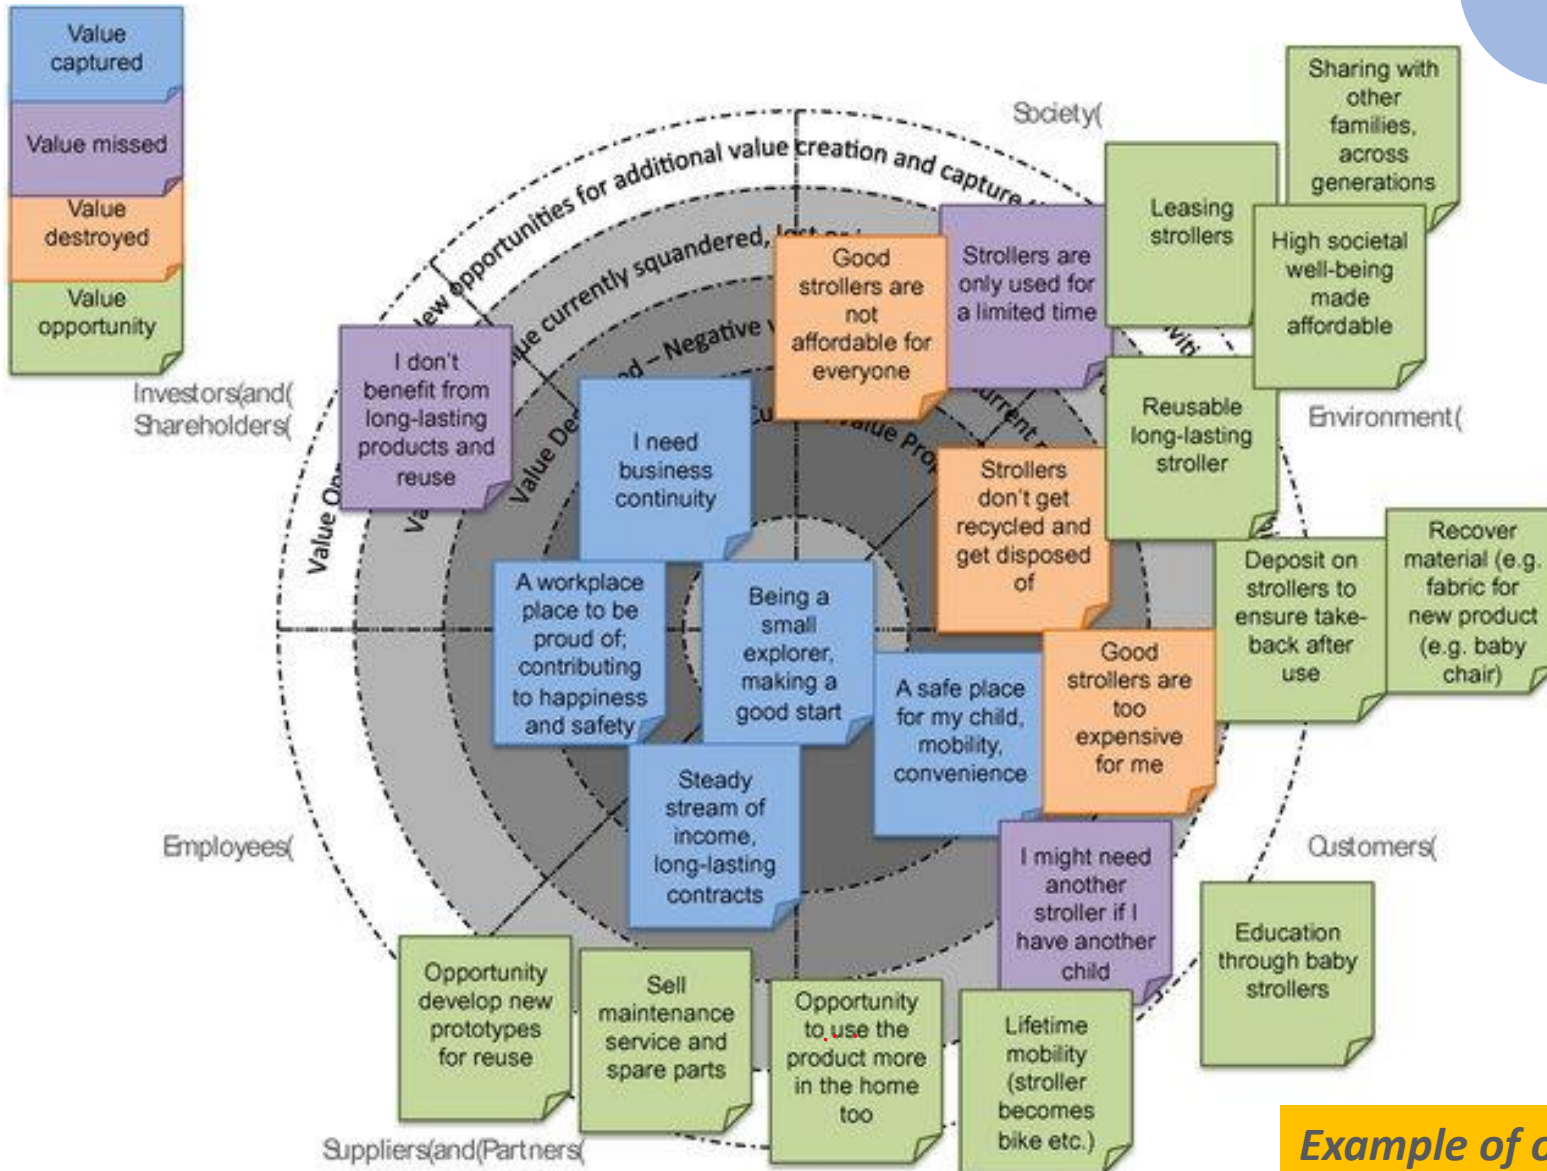 Value
captured
Value missed
Value
destroyed
Value
opportunity
Society(
Investors(and(
Shareholders(
Environment(
Employees(
Customers(
Suppliers(and(Partners(
opportunities for additional value creation and capture
currently squandered,
Negative
Value
Sharing with
other
families,
across
generations
Leasing
strollers
High societal
well-being
made
affordable
Strollers are
only used for
a limited time
Good
strollers are
not
affordable for
everyone
I don't
benefit from
long-lasting
products and
reuse
I need
business
continuity
Reusable
long-lasting
stroller
Strollers
don't get
recycled and
get disposed
of
Deposit on
strollers to
ensure take-
back after
use
Recover
material (e.g.
fabric for
new product
(e.g. baby
chair)
A workplace
place to be
proud of;
contributing
to happiness
and safety
Being a
small
explorer,
making a
good start
A safe place
for my child,
mobility,
convenience
Good
strollers are
too
expensive
for me
Steady
stream of
income,
long-lasting
contracts
I might need
another
stroller if I
have another
child
Education
through baby
strollers
Opportunity
develop new
prototypes
for reuse
Sell
maintenance
service and
spare parts
Opportunity
to use the
product more
in the home
too
Lifetime
mobility
(stroller
becomes
bike etc.)
Example of